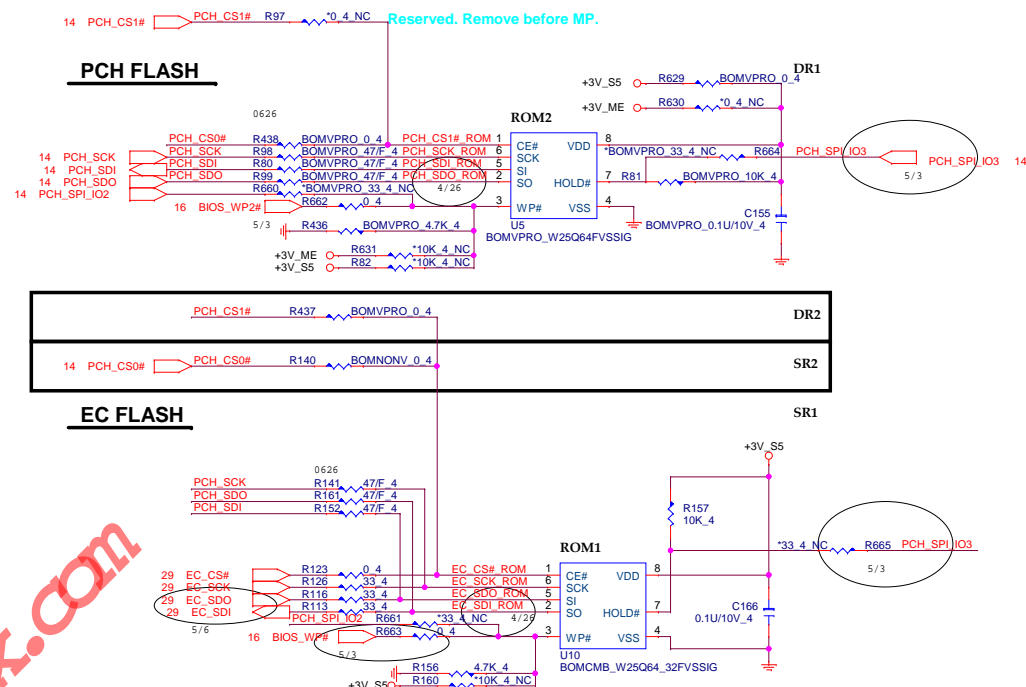 14 PCH_CS1# PCH_CS1# R97 *0_4_NC Reserved. Remove before MP.
PCH FLASH
DR1
+3V_S5 R629 BOMVPRO_0_4
+3V_ME R630 *0_4_NC
0626
ROM2
PCH_CS0# R438 BOMVPRO_0_4 PCH_CS1#_ROM 1 CE# VDD 8
14 PCH_SCK PCH_SCK R98 BOMVPRO_47/F_4 PCH_SCK_ROM 6 SCK
14 PCH_SDI PCH_SDI R80 BOMVPRO_47/F_4 PCH_SDI_ROM 5 SI
14 PCH_SDO PCH_SDO R99 BOMVPRO_47/F_4 PCH_SDO_ROM 2 SO HOLD# 7
*BOMVPRO_33_4_NC R664 PCH_SPI_IO3 PCH_SPI_IO3 14
R81 BOMVPRO_10K_4
5/3
14 PCH_SPI_IO2 R660 *BOMVPRO_33_4_NC
4/26
16 BIOS_WP2# R662 0_4 3 WP# VSS 4
5/3
R436 BOMVPRO_4.7K_4
U5
BOMVPRO_W25Q64FVSSIG
C155
BOMVPRO_0.1U/10V_4
+3V_ME R631 *10K_4_NC
+3V_S5 R82 *10K_4_NC
PCH_CS1# R437 BOMVPRO_0_4 DR2
14 PCH_CS0# PCH_CS0# R140 BOMNONV_0_4 SR2
EC FLASH
SR1
+3V_S5
0626
PCH_SCK R141 47/F_4
PCH_SDO R161 47/F_4
PCH_SDI R152 47/F_4
R157
10K_4
ROM1
*33_4_NC R665 PCH_SPI_IO3
5/3
29 EC_CS# R123 0_4 EC_CS#_ROM 1 CE# VDD 8
29 EC_SCK R126 33_4 EC_SCK_ROM 6 SCK
29 EC_SDO R116 33_4 EC_SDO_ROM 5 SI
29 EC_SDI R113 33_4 EC_SDI_ROM 2 SO HOLD# 7
5/6
PCH_SPI_IO2 R661 *33_4_NC
4/26
16 BIOS_WP# R663 0_4 3 WP# VSS 4
5/3
C166
0.1U/10V_4
U10
BOMCMB_W25Q64_32FVSSIG
R156 4.7K_4
+3V_S5 R160 *10K_4_NC
x.com